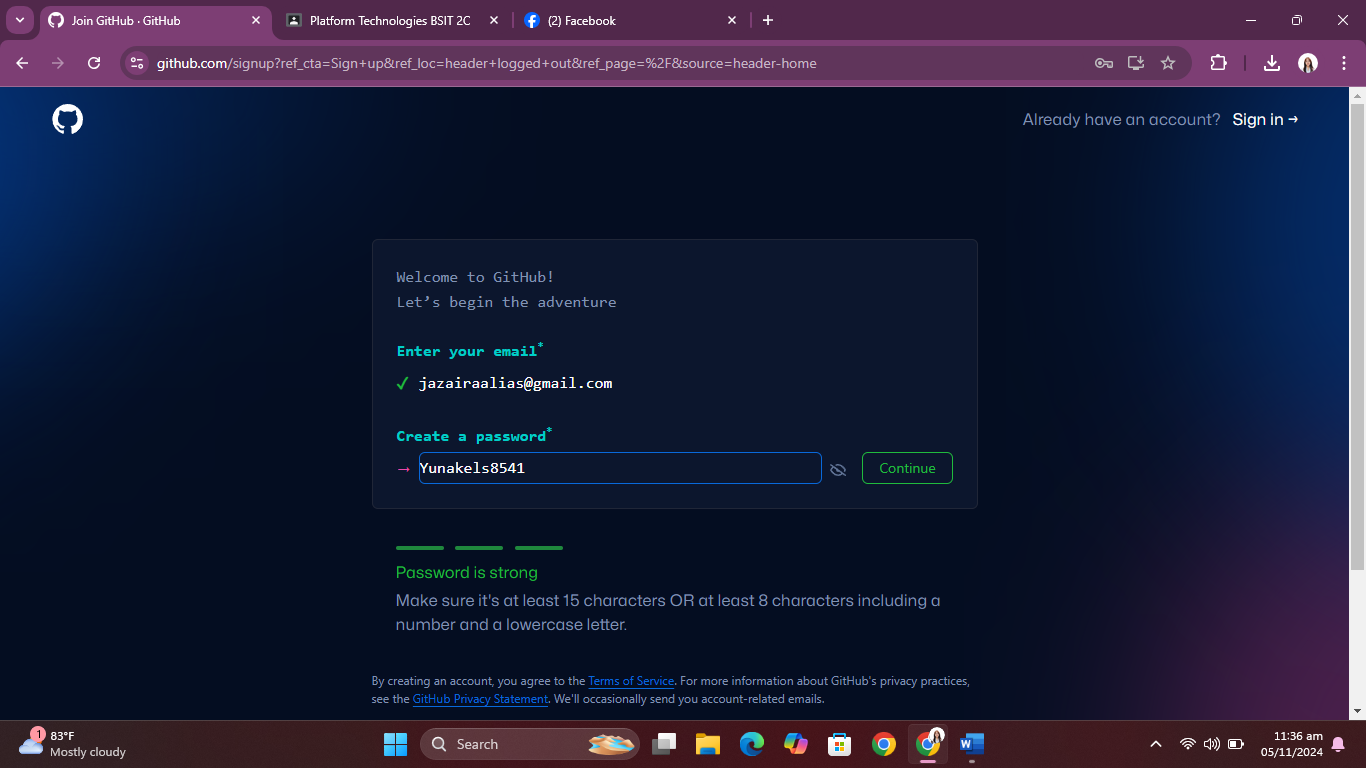 Join GitHub · GitHub
Platform Technologies BSIT 2C
(2) Facebook
github.com/signup?ref_cta=Sign+up&ref_loc=header+logged+out&ref_page=%2F&source=header-home
Already have an account? Sign in →
Welcome to GitHub!
Let’s begin the adventure
Enter your email*
✓ jazairaalias@gmail.com
Create a password*
→ Yunakels8541 Continue
Password is strong
Make sure it's at least 15 characters OR at least 8 characters including a
number and a lowercase letter.
By creating an account, you agree to the Terms of Service. For more information about GitHub's privacy practices,
see the GitHub Privacy Statement. We'll occasionally send you account-related emails.
1
83°F
Mostly cloudy
Search
11:36 am
05/11/2024